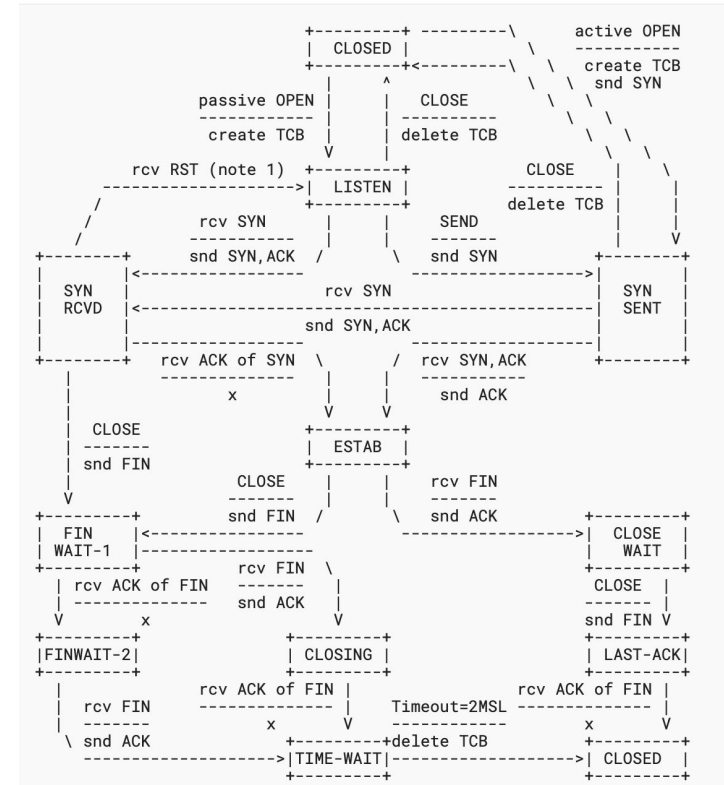 active OPEN
CLOSED
create TCB
snd SYN
passive OPEN CLOSE
create TCB delete TCB
rcv RST (note 1) CLOSE
LISTEN
delete TCB
rcv SYN SEND
snd SYN,ACK snd SYN
SYN rcv SYN SYN
RCVD SENT
snd SYN,ACK
rcv ACK of SYN rcv SYN,ACK
x snd ACK
CLOSE
ESTAB
snd FIN
CLOSE rcv FIN
snd FIN snd ACK
FIN CLOSE
WAIT-1 WAIT
rcv FIN
rcv ACK of FIN CLOSE
snd ACK
x snd FIN
FINWAIT-2 CLOSING LAST-ACK
rcv ACK of FIN rcv ACK of FIN
rcv FIN Timeout=2MSL
x x
snd ACK delete TCB
TIME-WAIT CLOSED